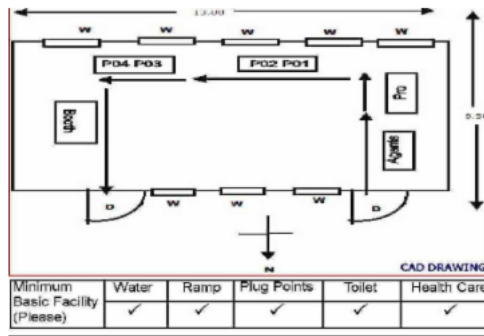 13.00
W W W W W
P04 P03 P02 P01
Pro
Booth
Agents
D W W W D
N
CAD DRAWING
Minimum Basic Facility (Please) Water Ramp Plug Points Toilet Health Care
✓ ✓ ✓ ✓ ✓